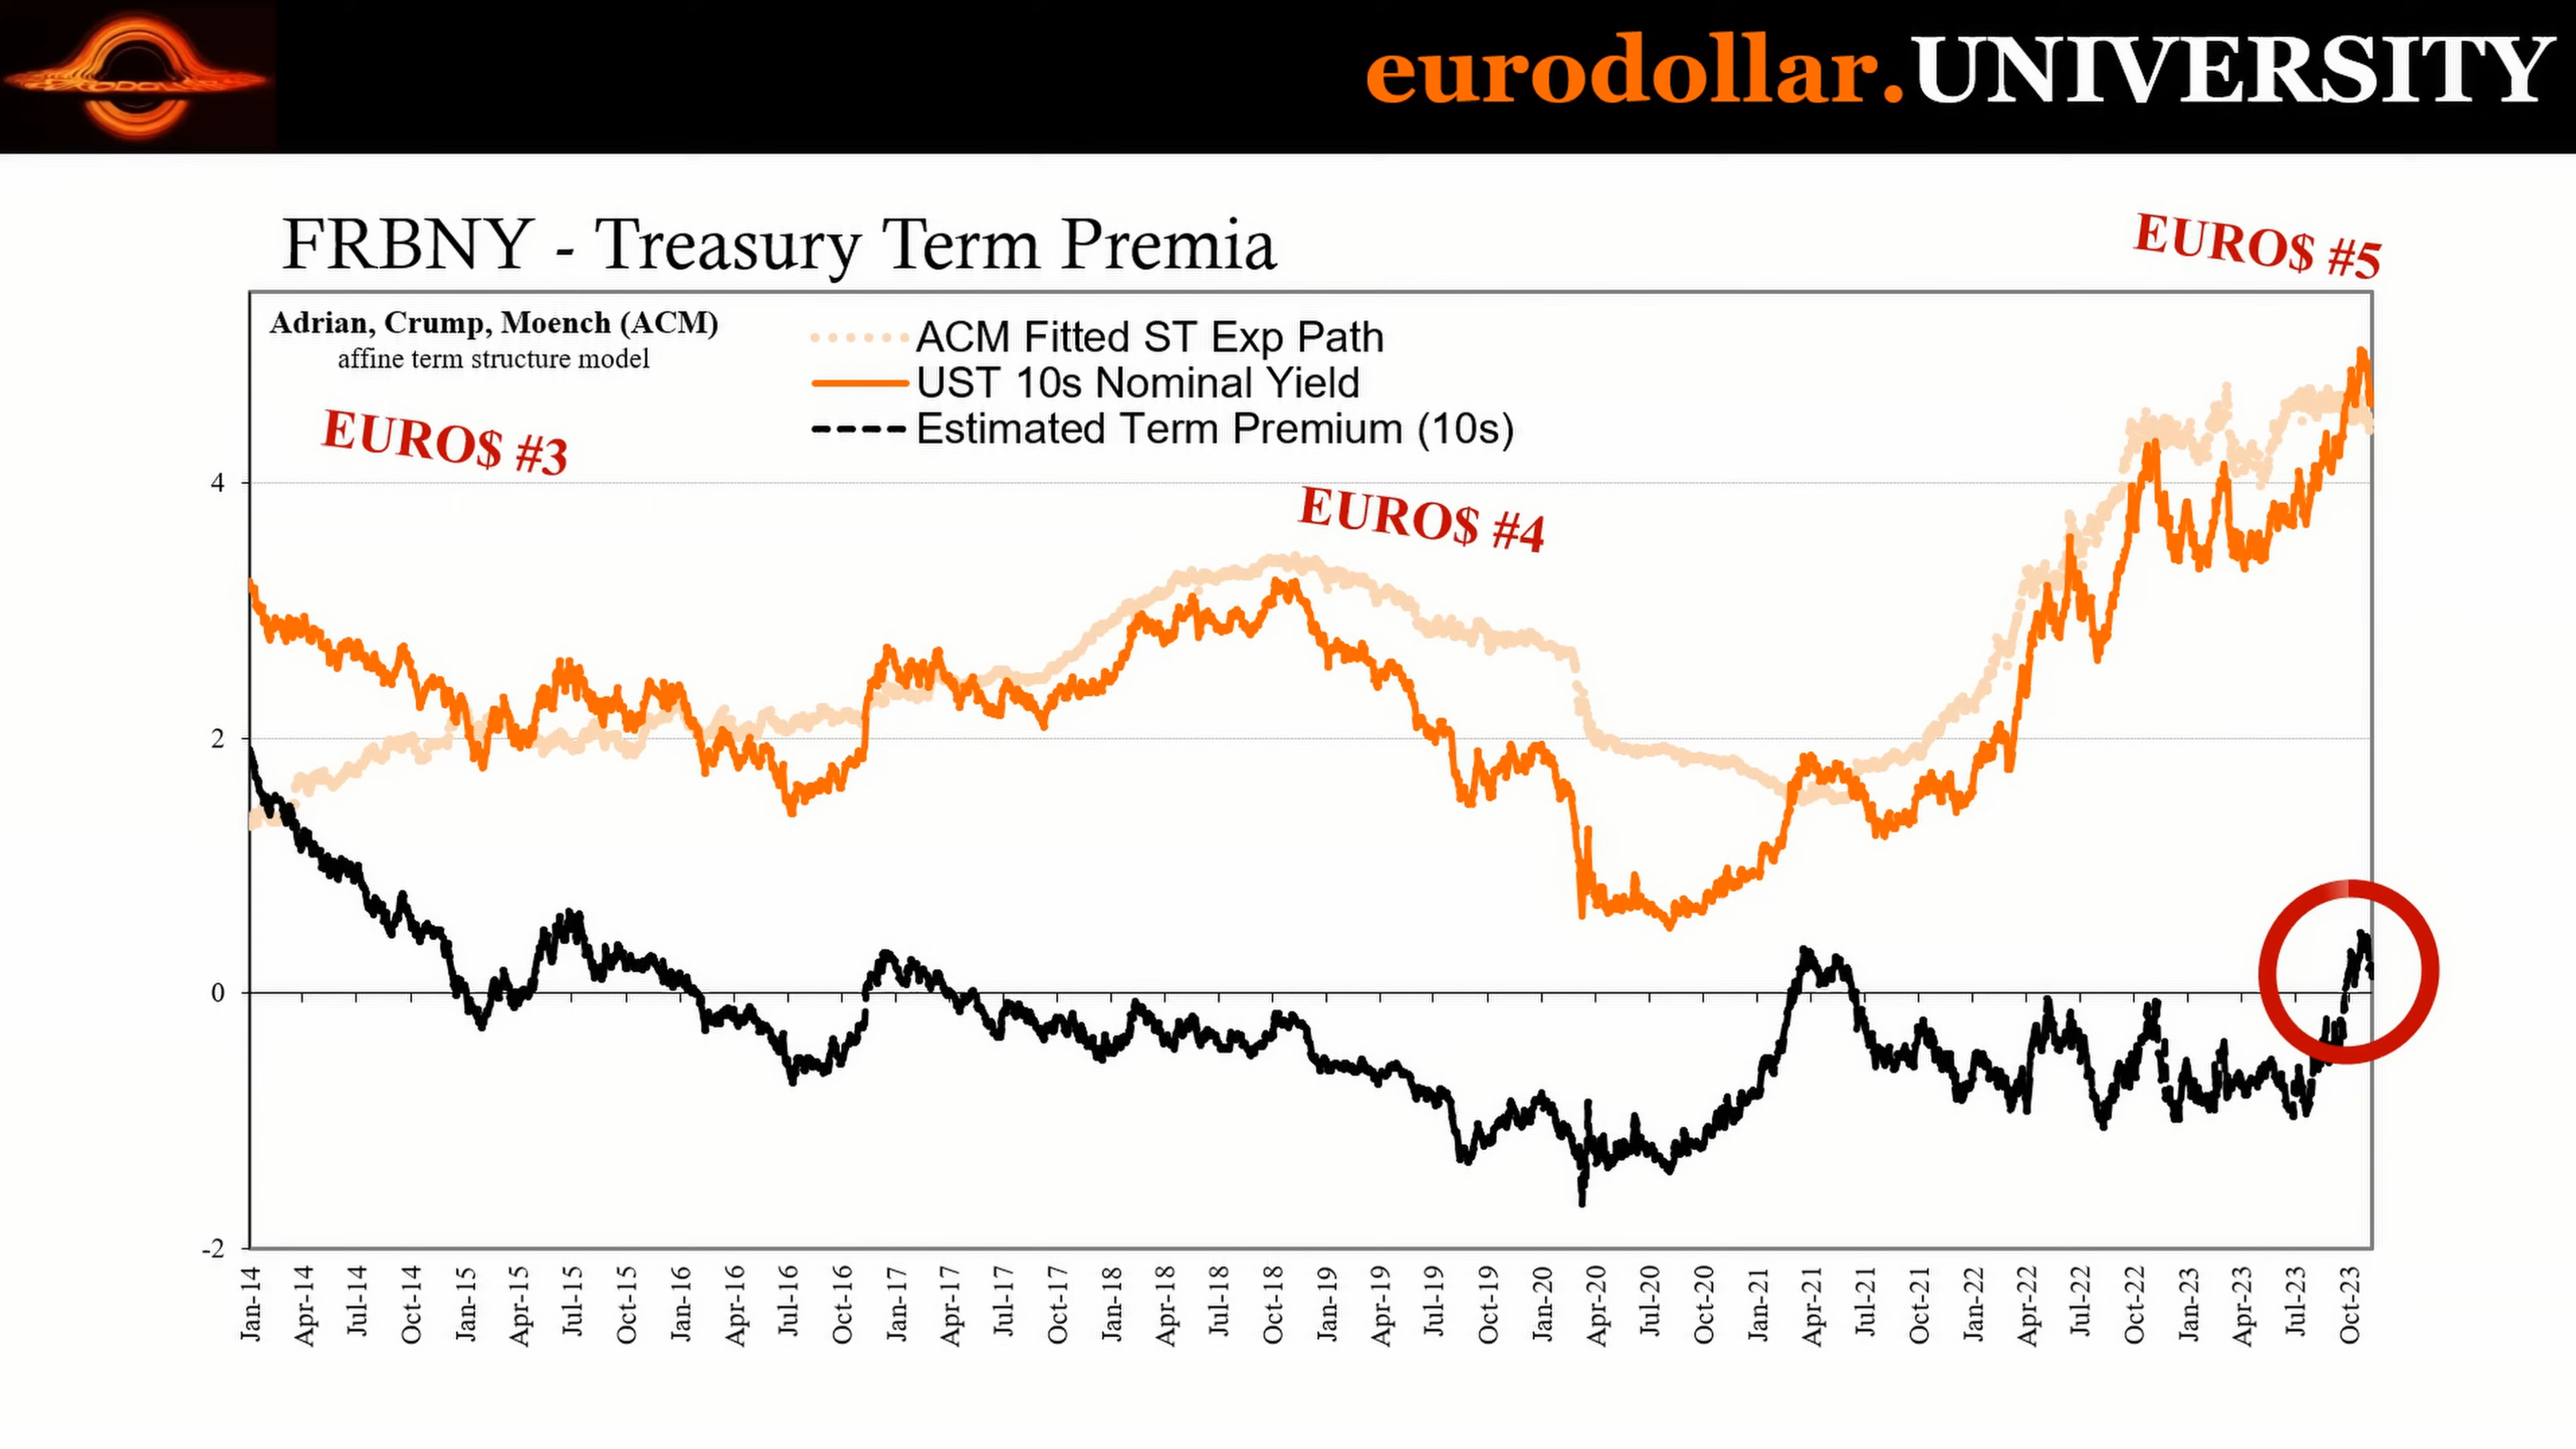 eurodollar.UNIVERSITY
FRBNY - Treasury Term Premia
EURO$ #5
Adrian, Crump, Moench (ACM)
affine term structure model
ACM Fitted ST Exp Path
UST 10s Nominal Yield
Estimated Term Premium (10s)
EURO$ #3
EURO$ #4
4
2
0
-2
Jan-14
Apr-14
Jul-14
Oct-14
Jan-15
Apr-15
Jul-15
Oct-15
Jan-16
Apr-16
Jul-16
Oct-16
Jan-17
Apr-17
Jul-17
Oct-17
Jan-18
Apr-18
Jul-18
Oct-18
Jan-19
Apr-19
Jul-19
Oct-19
Jan-20
Apr-20
Jul-20
Oct-20
Jan-21
Apr-21
Jul-21
Oct-21
Jan-22
Apr-22
Jul-22
Oct-22
Jan-23
Apr-23
Jul-23
Oct-23